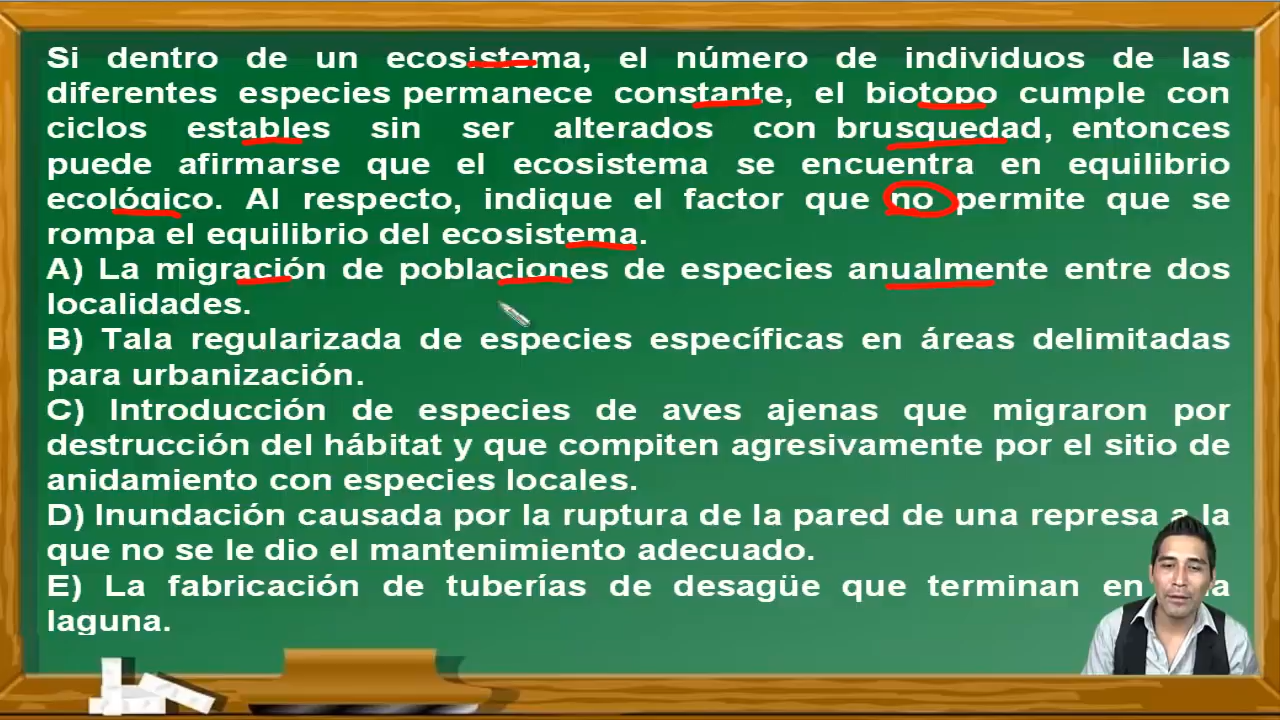 Si dentro de un ecosistema, el número de individuos de las
diferentes especies permanece constante, el biotopo cumple con
ciclos estables sin ser alterados con brusquedad, entonces
puede afirmarse que el ecosistema se encuentra en equilibrio
ecológico. Al respecto, indique el factor que no permite que se
rompa el equilibrio del ecosistema.
A) La migración de poblaciones de especies anualmente entre dos
localidades.
B) Tala regularizada de especies específicas en áreas delimitadas
para urbanización.
C) Introducción de especies de aves ajenas que migraron por
destrucción del hábitat y que compiten agresivamente por el sitio de
anidamiento con especies locales.
D) Inundación causada por la ruptura de la pared de una represa a la
que no se le dio el mantenimiento adecuado.
E) La fabricación de tuberías de desagüe que terminan en
laguna.